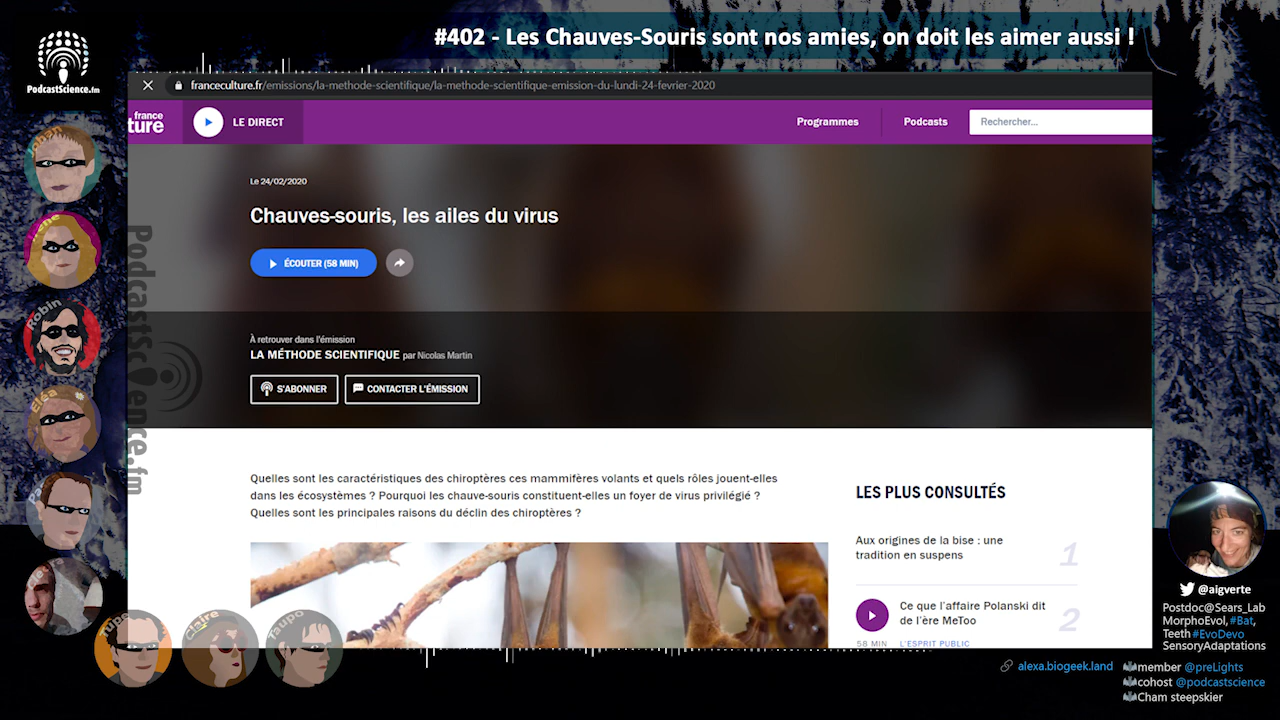 #402 - Les Chauves-Souris sont nos amies, on doit les aimer aussi !
PodcastScience.fm
franceculture.fr/emissions/la-methode-scientifique/la-methode-scientifique-emission-du-lundi-24-fevrier-2020
france
ture
LE DIRECT
Programmes
Podcasts
Rechercher...
Le 24/02/2020
Chauves-souris, les ailes du virus
ÉCOUTER (58 MIN)
À retrouver dans l'émission
LA MÉTHODE SCIENTIFIQUE par Nicolas Martin
S'ABONNER
CONTACTER L'ÉMISSION
Quelles sont les caractéristiques des chiroptères ces mammifères volants et quels rôles jouent-elles
dans les écosystèmes ? Pourquoi les chauve-souris constituent-elles un foyer de virus privilégié ?
Quelles sont les principales raisons du déclin des chiroptères ?
LES PLUS CONSULTÉS
Aux origines de la bise : une
tradition en suspens
1
Ce que l'affaire Polanski dit
de l'ère MeToo
2
58 MIN L'ESPRIT PUBLIC
PodcastScience.fm
Robin
Eléa
Claire
Taupo
@aigverte
Postdoc@Sears_Lab
MorphoEvol, #Bat,
Teeth #EvoDevo
SensoryAdaptations
alexa.biogeek.land
member @preLights
cohost @podcastscience
Cham steepskier